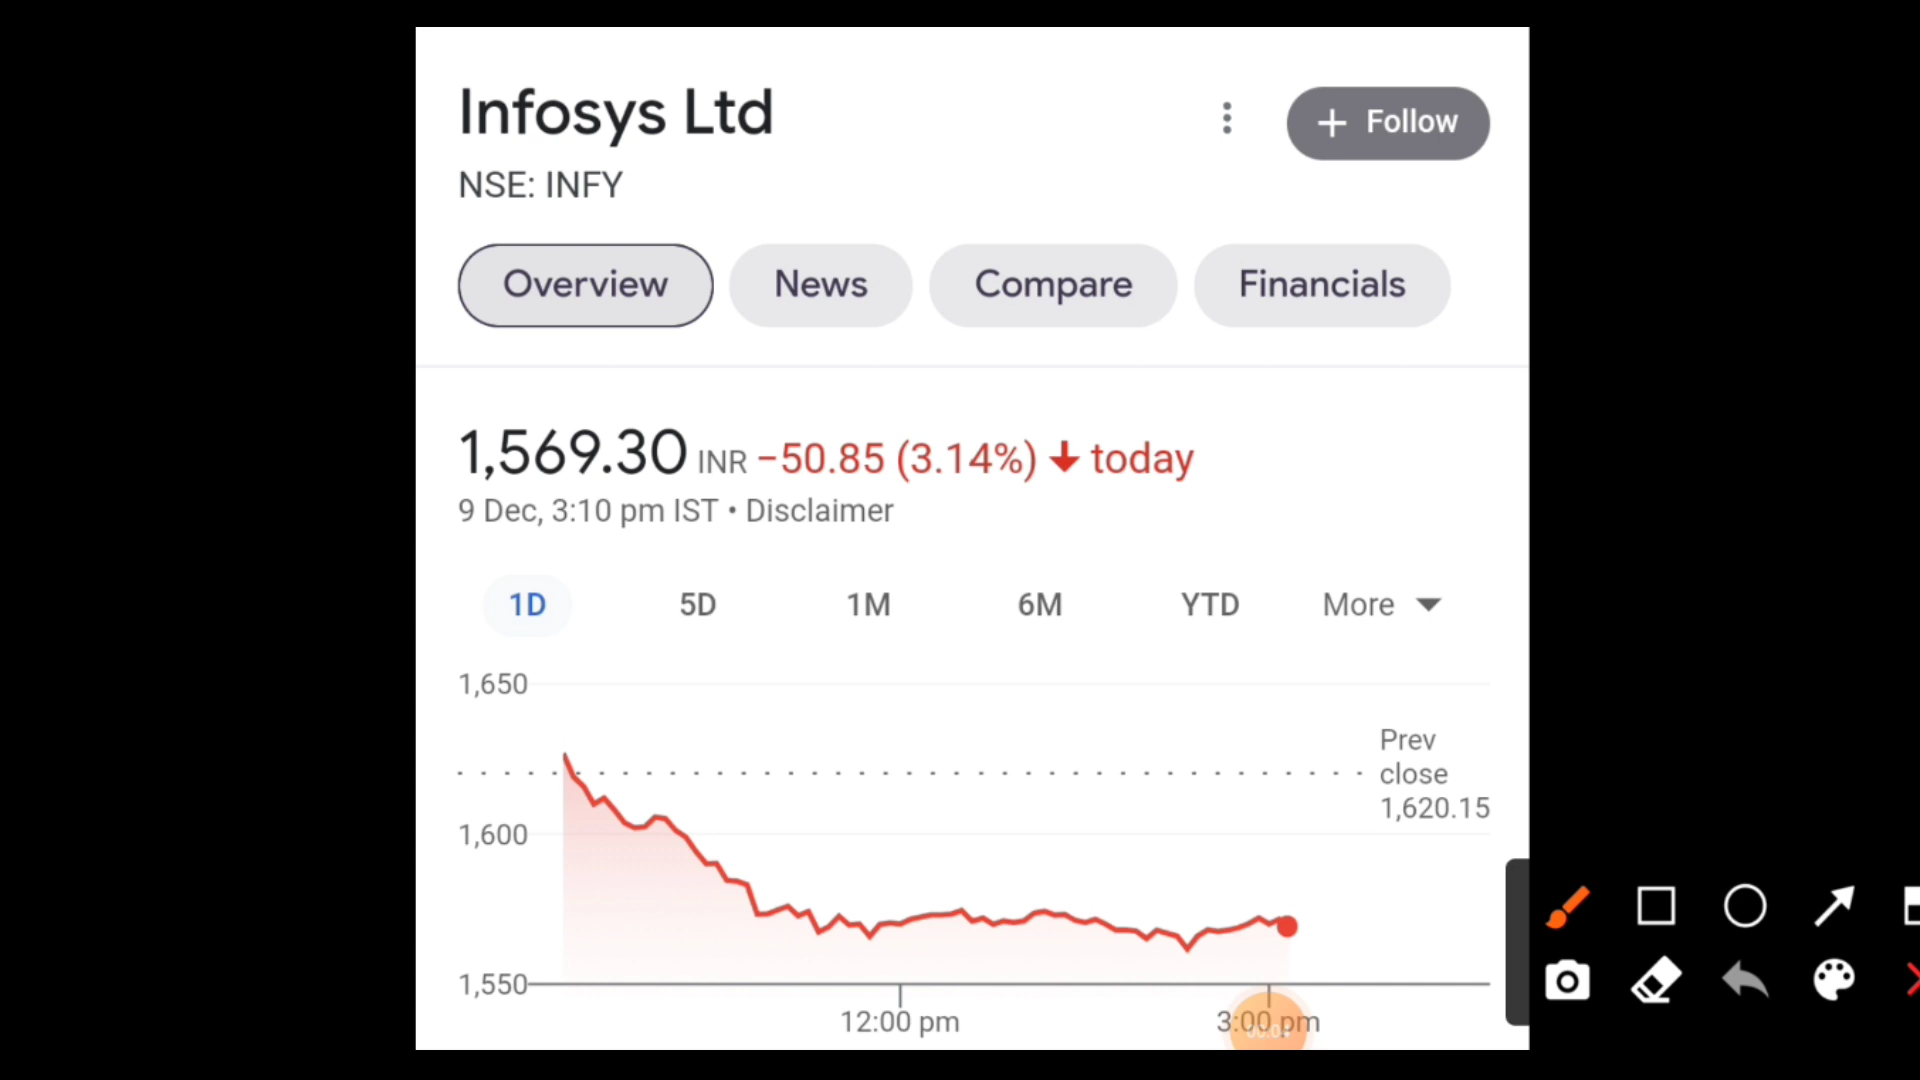 Infosys Ltd
+ Follow
NSE: INFY
Overview
News
Compare
Financials
1,569.30 INR −50.85 (3.14%) ↓ today
9 Dec, 3:10 pm IST • Disclaimer
1D
5D
1M
6M
YTD
More
1,650
Prev
close
1,620.15
1,600
1,550
12:00 pm
3:00 pm